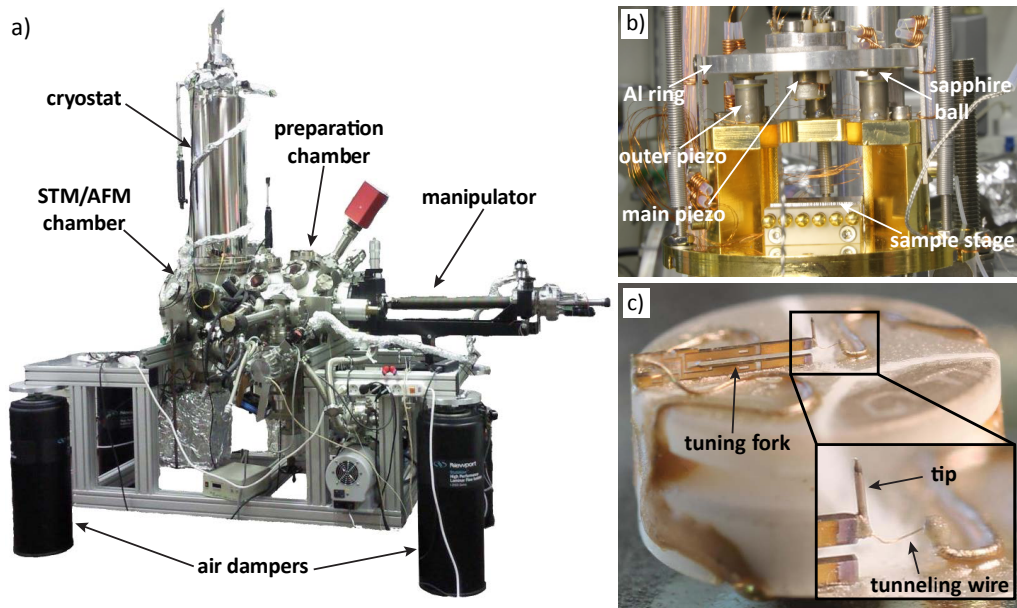 a)
cryostat
preparation
chamber
STM/AFM
chamber
manipulator
Newport
air dampers
b)
Al ring
sapphire
ball
outer piezo
main piezo
sample stage
c)
tuning fork
tip
tunneling wire